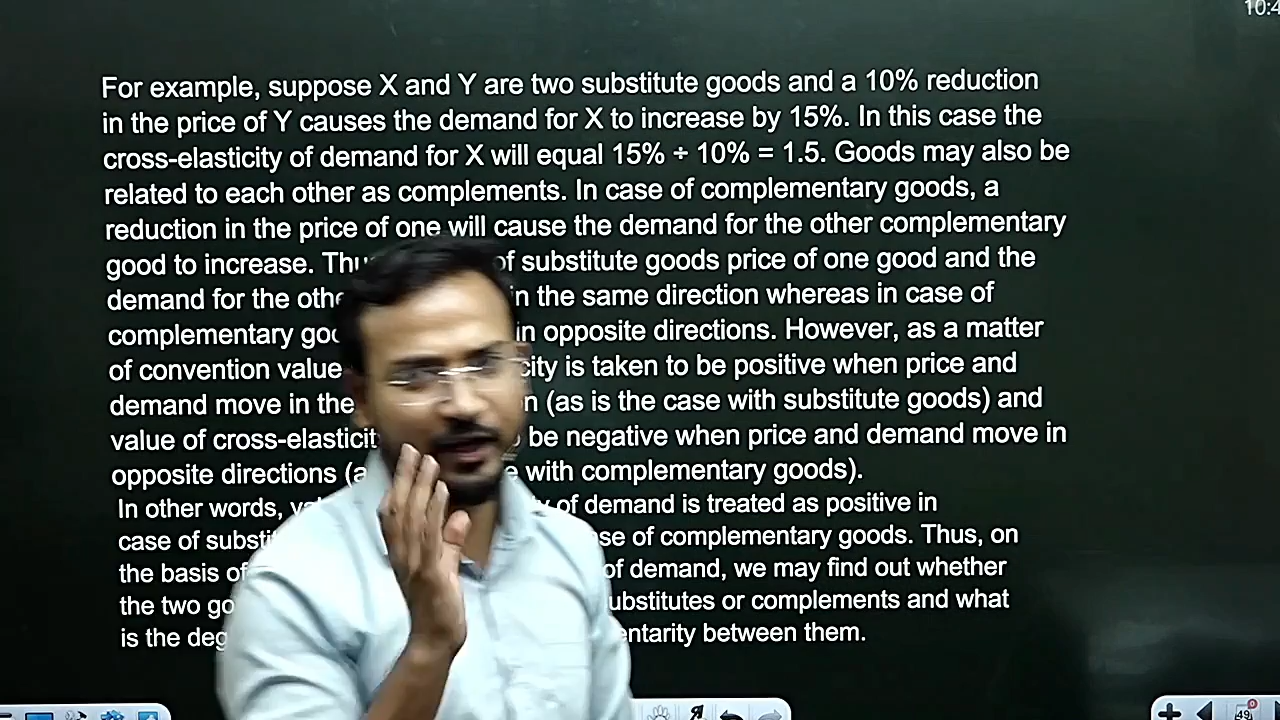 10:4
For example, suppose X and Y are two substitute goods and a 10% reduction
in the price of Y causes the demand for X to increase by 15%. In this case the
cross-elasticity of demand for X will equal 15% ÷ 10% = 1.5. Goods may also be
related to each other as complements. In case of complementary goods, a
reduction in the price of one will cause the demand for the other complementary
good to increase. of substitute goods price of one good and the
demand for the in the same direction whereas in case of
complementary in opposite directions. However, as a matter
of convention value is taken to be positive when price and
demand move in the (as is the case with substitute goods) and
value of be negative when price and demand move in
opposite directions with complementary goods).
In other words, of demand is treated as positive in
case of of complementary goods. Thus, on
the basis of of demand, we may find out whether
the two or complements and what
is the between them.
49